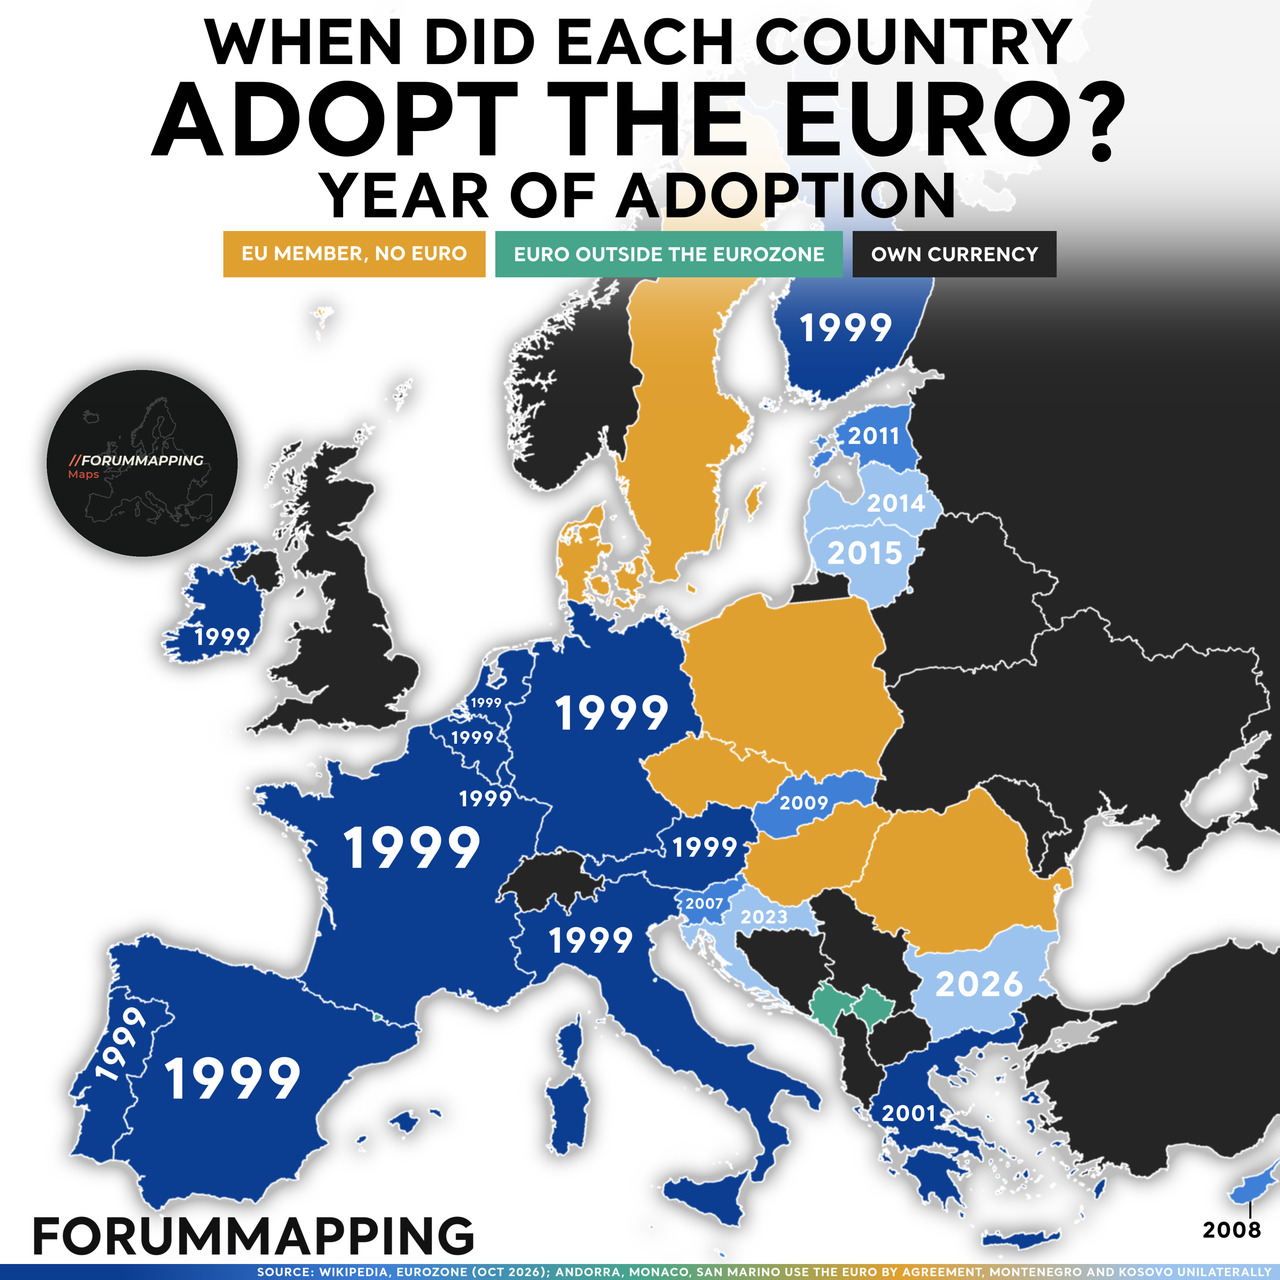 WHEN DID EACH COUNTRY
ADOPT THE EURO?
YEAR OF ADOPTION
EU MEMBER, NO EURO
EURO OUTSIDE THE EUROZONE
OWN CURRENCY
1999
2011
//FORUMMAPPING
Maps
2014
2015
1999
1999
1999
1999
1999
2009
1999
1999
2007
2023
1999
2026
1999
1999
2001
2008
FORUMMAPPING
SOURCE: WIKIPEDIA, EUROZONE (OCT 2026); ANDORRA, MONACO, SAN MARINO USE THE EURO BY AGREEMENT, MONTENEGRO AND KOSOVO UNILATERALLY